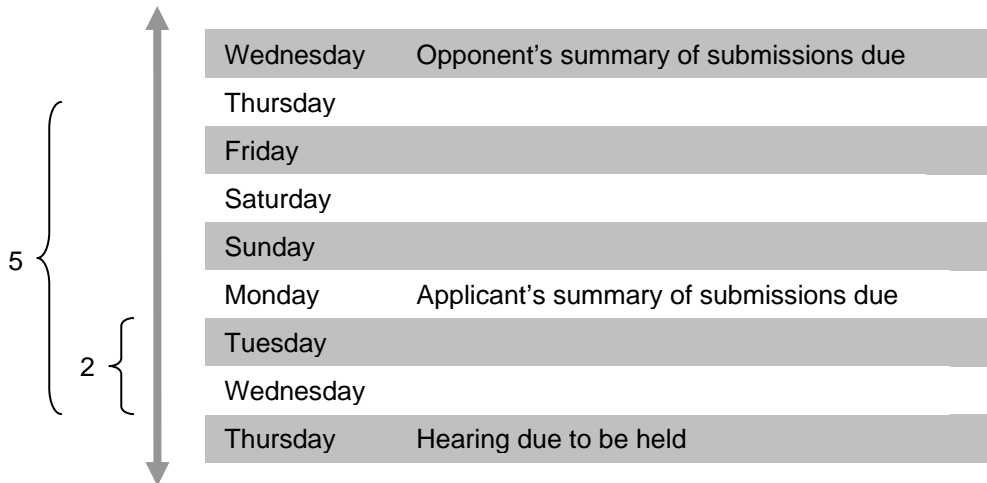 Wednesday Opponent’s summary of submissions due
Thursday
Friday
Saturday
Sunday
5
Monday Applicant’s summary of submissions due
Tuesday
2
Wednesday
Thursday Hearing due to be held